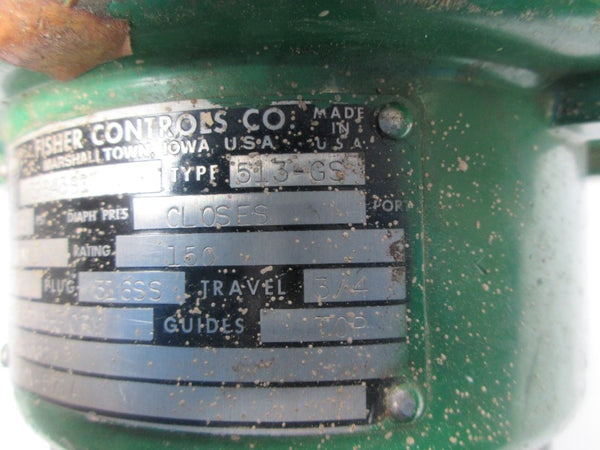 FISHER CONTROLS CO. MADE
MARSHALLTOWN, IOWA U.S.A. IN
U S A
TYPE 513-GS
DIAPH PRES CLOSES PORT
RATING 150
PLUG 316SS TRAVEL 3/4
GUIDES TOP